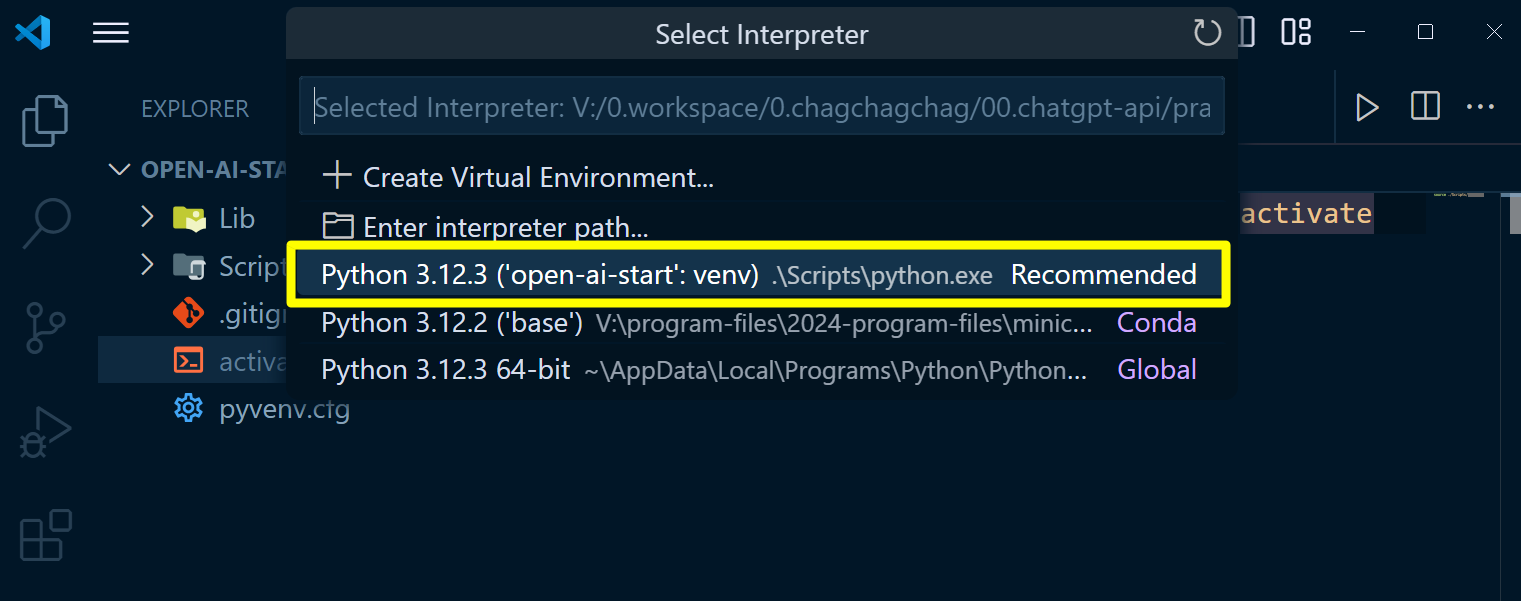 Select Interpreter
EXPLORER
Selected Interpreter: V:/0.workspace/0.chagchagchag/00.chatgpt-api/pra
OPEN-AI-STA
Create Virtual Environment...
Lib
Enter interpreter path...
activate
Script
Python 3.12.3 ('open-ai-start': venv) .\Scripts\python.exe Recommended
.gitign
Python 3.12.2 ('base') V:\program-files\2024-program-files\minic... Conda
activa
Python 3.12.3 64-bit ~\AppData\Local\Programs\Python\Python... Global
pyvenv.cfg